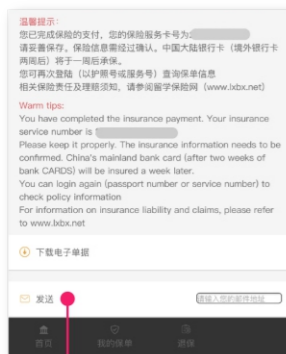 温馨提示：
您已完成保险的支付，您的保险服务卡号为：
请妥善保存，保险信息需经过确认，中国大陆银行卡（境外银行卡
两周后）将于一周后承保。
您可再次登陆（以护照号或服务号）查询保单信息
相关保险责任及理赔须知，请参阅留学保险网（www.lxbx.net）
Warm tips:
You have completed the insurance payment. Your insurance
service number is
Please keep it properly. The insurance information needs to be
confirmed. China's mainland bank card (after two weeks of
bank CARDS) will be insured a week later.
You can login again (passport number or service number) to
check policy information
For information on insurance liability and claims, please refer
to www.lxbx.net
下载电子单据
发送 请输入您的邮件地址
首页 我的保单 退保